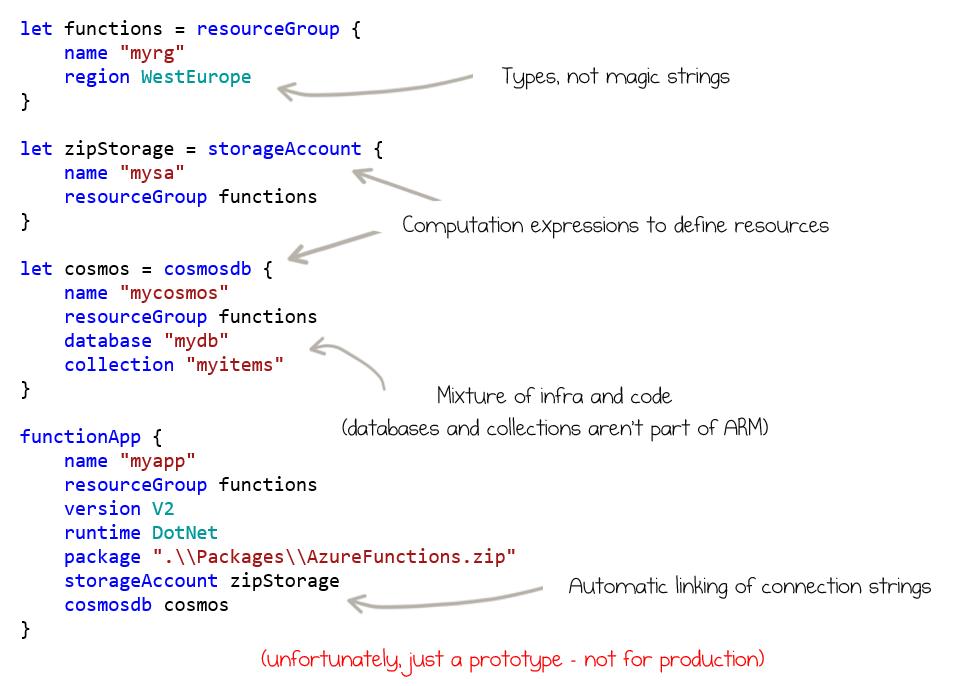 let functions = resourceGroup {
    name "myrg"
    region WestEurope
}
Types, not magic strings
let zipStorage = storageAccount {
    name "mysa"
    resourceGroup functions
}
Computation expressions to define resources
let cosmos = cosmosdb {
    name "mycosmos"
    resourceGroup functions
    database "mydb"
    collection "myitems"
}
Mixture of infra and code
(databases and collections aren't part of ARM)
functionApp {
    name "myapp"
    resourceGroup functions
    version V2
    runtime DotNet
    package ".\\Packages\\AzureFunctions.zip"
    storageAccount zipStorage
    cosmosdb cosmos
}
Automatic linking of connection strings
(unfortunately, just a prototype - not for production)